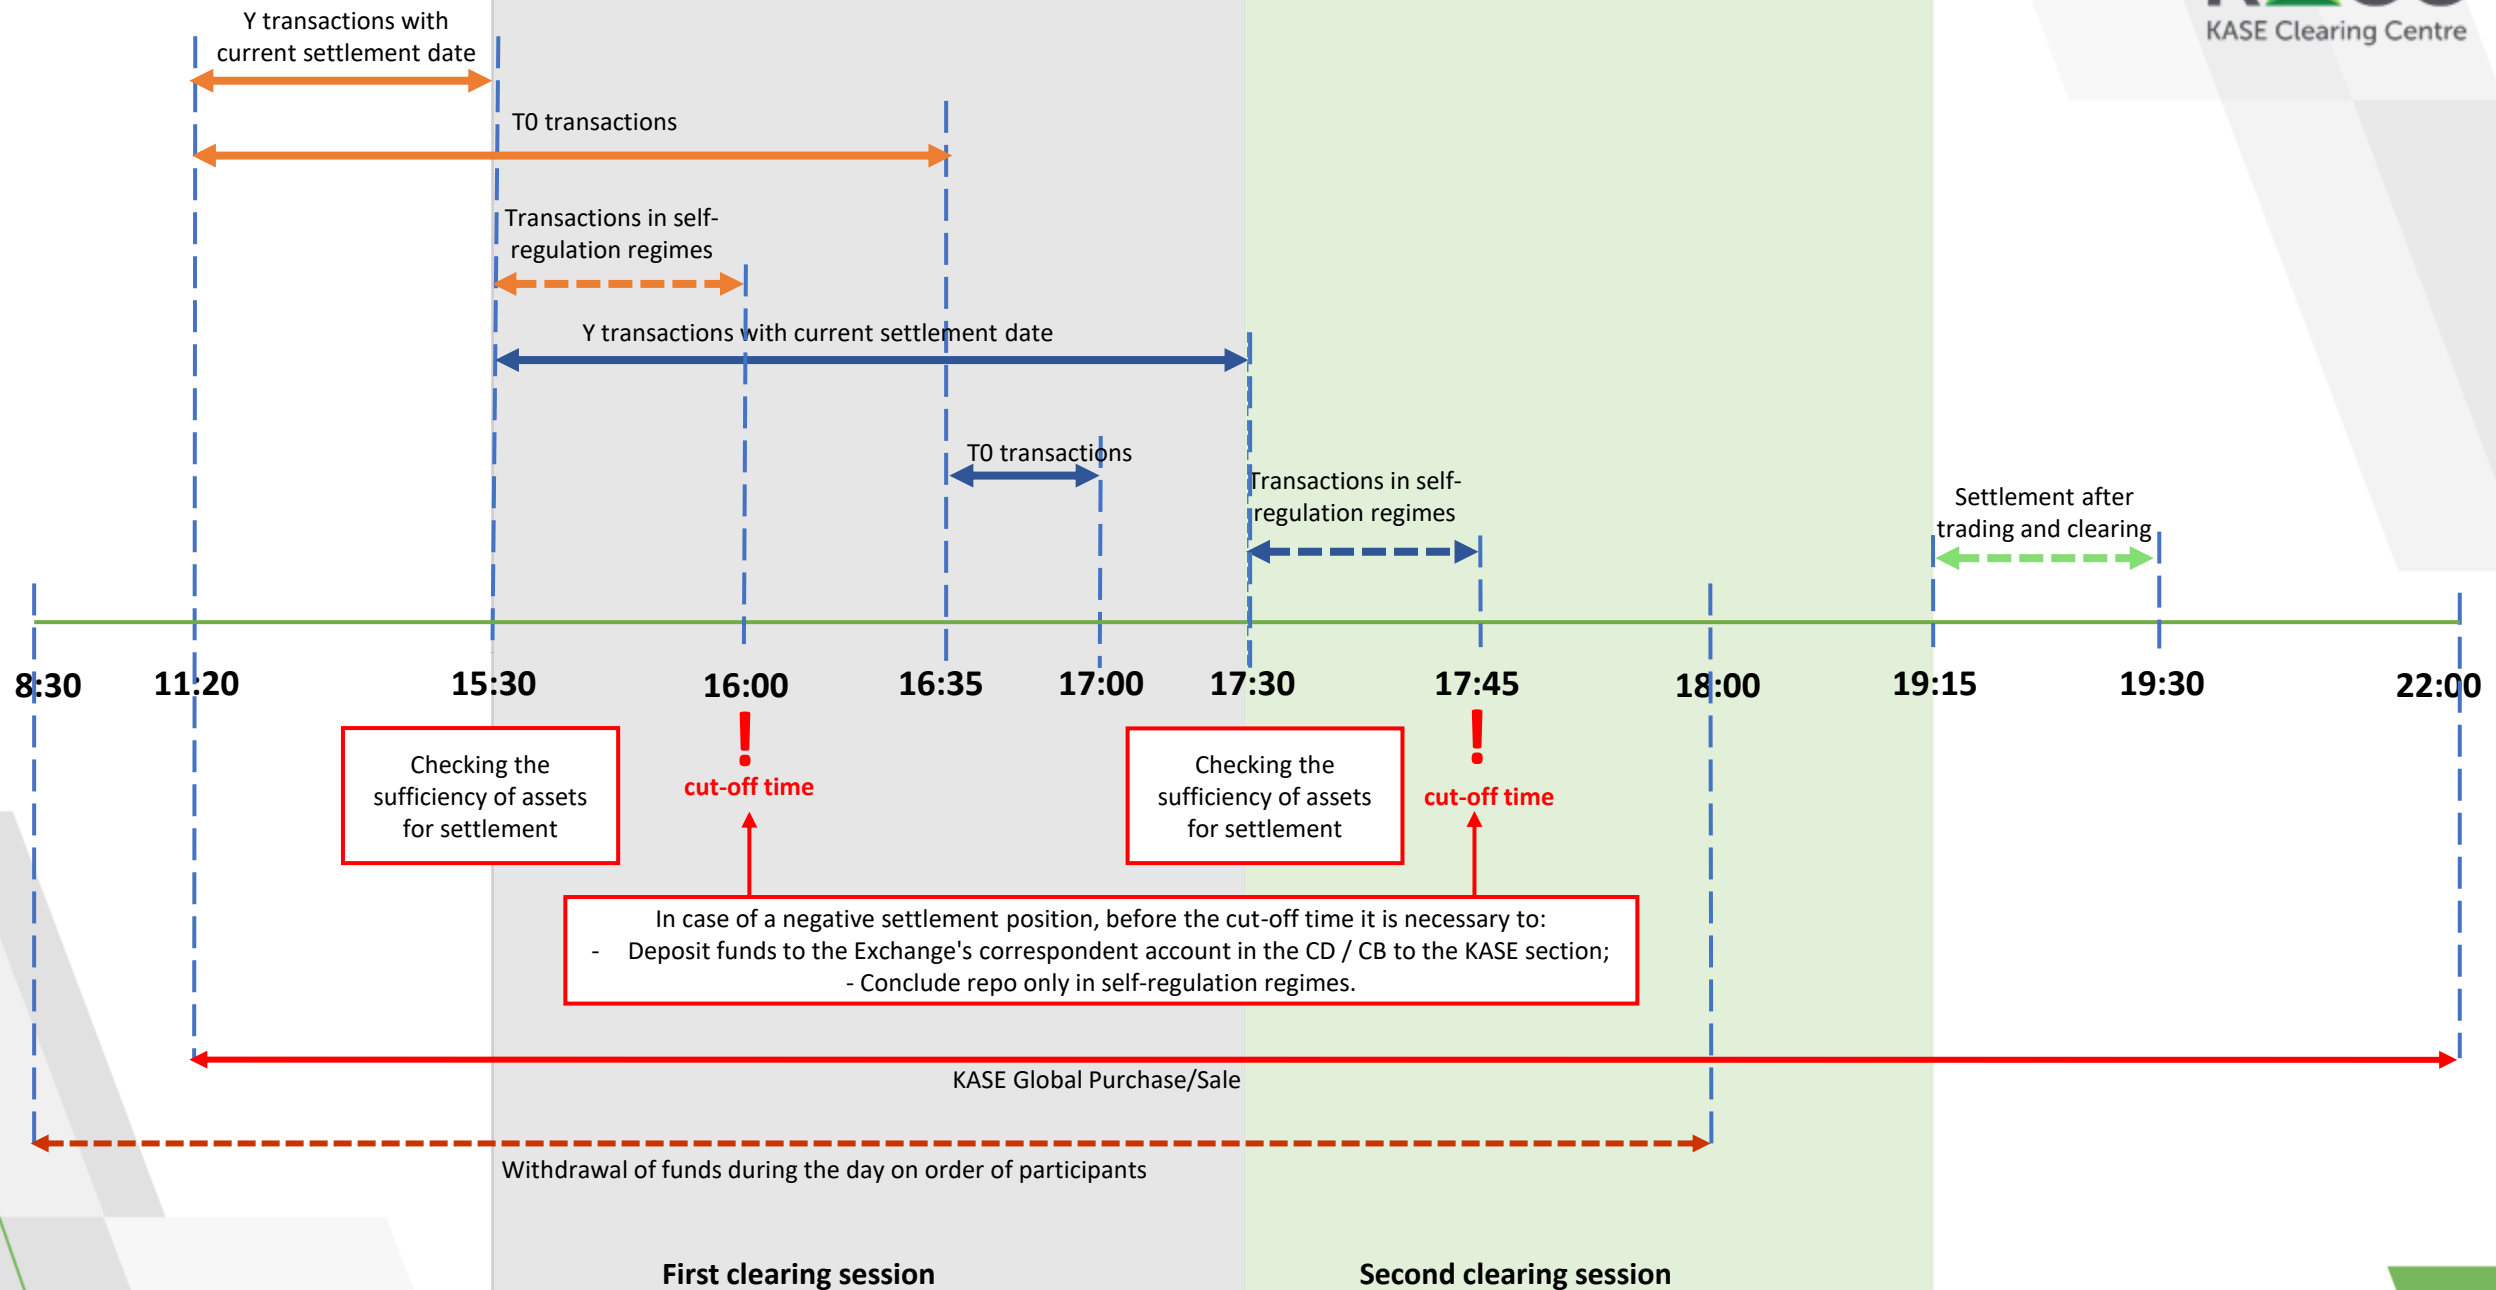 KASE Clearing Centre
Y transactions with
current settlement date
T0 transactions
Transactions in self-
regulation regimes
Y transactions with current settlement date
T0 transactions
Transactions in self-
regulation regimes
Settlement after
trading and clearing
8:30 11:20 15:30 16:00 16:35 17:00 17:30 17:45 18:00 19:15 19:30 22:00
Checking the
sufficiency of assets
for settlement
!
cut-off time
Checking the
sufficiency of assets
for settlement
!
cut-off time
In case of a negative settlement position, before the cut-off time it is necessary to:
- Deposit funds to the Exchange's correspondent account in the CD / CB to the KASE section;
- Conclude repo only in self-regulation regimes.
KASE Global Purchase/Sale
Withdrawal of funds during the day on order of participants
First clearing session
Second clearing session